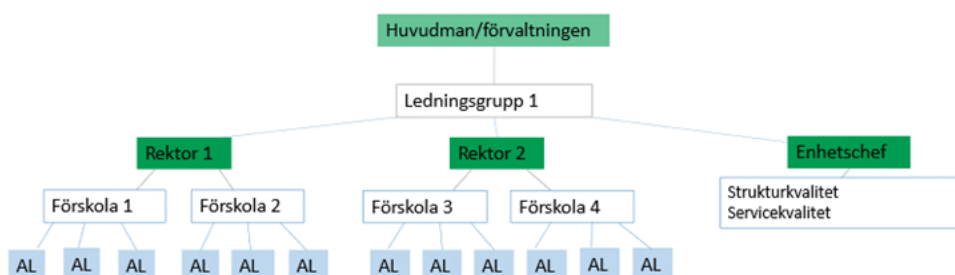 Huvudman/förvaltningen
Ledningsgrupp 1
Rektor 1
Rektor 2
Enhetschef
Förskola 1
Förskola 2
Förskola 3
Förskola 4
Strukturkvalitet
Servicekvalitet
AL
AL
AL
AL
AL
AL
AL
AL
AL
AL
AL
AL